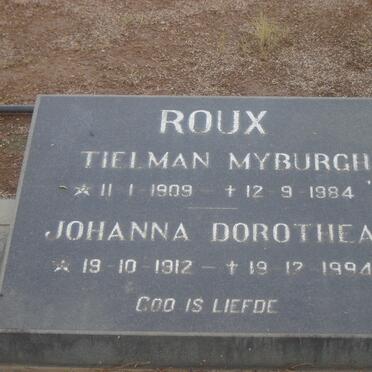 ROUX
TIELMAN MYBURGH
☆ 11-1-1909 - † 12-9-1984
JOHANNA DOROTHEA
☆ 19-10-1912 - † 19-12-1994
GOD IS LIEFDE